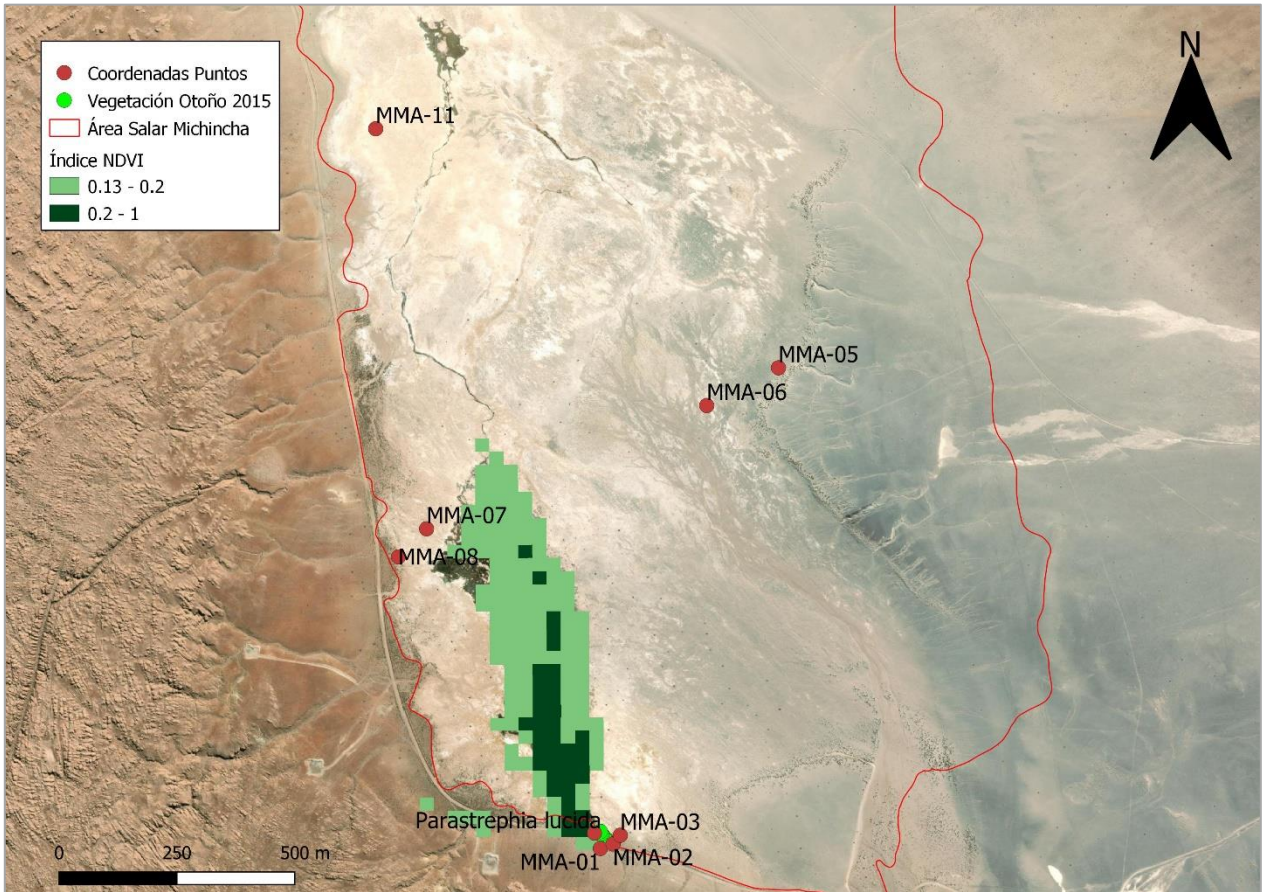 Coordenadas Puntos
Vegetación Otoño 2015
Área Salar Michincha
Índice NDVI
0.13 - 0.2
0.2 - 1
N
MMA-11
MMA-05
MMA-06
MMA-07
MMA-08
Parastrephia lucida
MMA-03
MMA-01
MMA-02
0
250
500 m